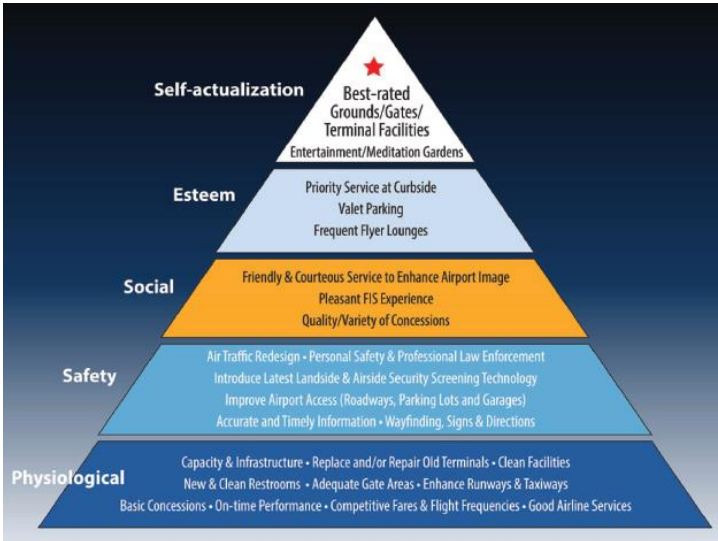 Self-actualization
Best-rated
Grounds/Gates/
Terminal Facilities
Entertainment/Meditation Gardens
Esteem
Priority Service at Curbside
Valet Parking
Frequent Flyer Lounges
Social
Friendly & Courteous Service to Enhance Airport Image
Pleasant FIS Experience
Quality/Variety of Concessions
Safety
Air Traffic Redesign • Personal Safety & Professional Law Enforcement
Introduce Latest Landside & Airside Security Screening Technology
Improve Airport Access (Roadways, Parking Lots and Garages)
Accurate and Timely Information • Wayfinding, Signs & Directions
Physiological
Capacity & Infrastructure • Replace and/or Repair Old Terminals • Clean Facilities
New & Clean Restrooms • Adequate Gate Areas • Enhance Runways & Taxiways
Basic Concessions • On-time Performance • Competitive Fares & Flight Frequencies • Good Airline Services